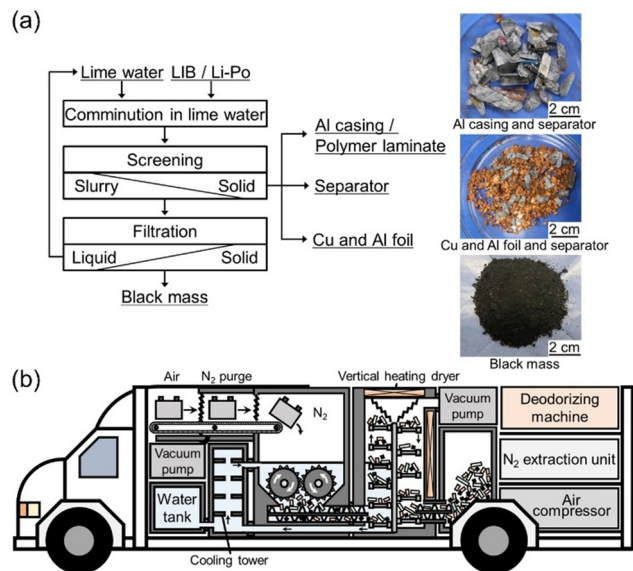 (a)
Lime water LIB / Li-Po
Comminution in lime water
Screening
Slurry Solid
Filtration
Liquid Solid
Black mass
Al casing /
Polymer laminate
Separator
Cu and Al foil
2 cm
Al casing and separator
2 cm
Cu and Al foil and separator
2 cm
Black mass
(b)
Air N₂ purge
N₂
Vertical heating dryer
Vacuum
pump
Water
tank
Cooling tower
Vacuum
pump
Deodorizing
machine
N₂ extraction unit
Air
compressor